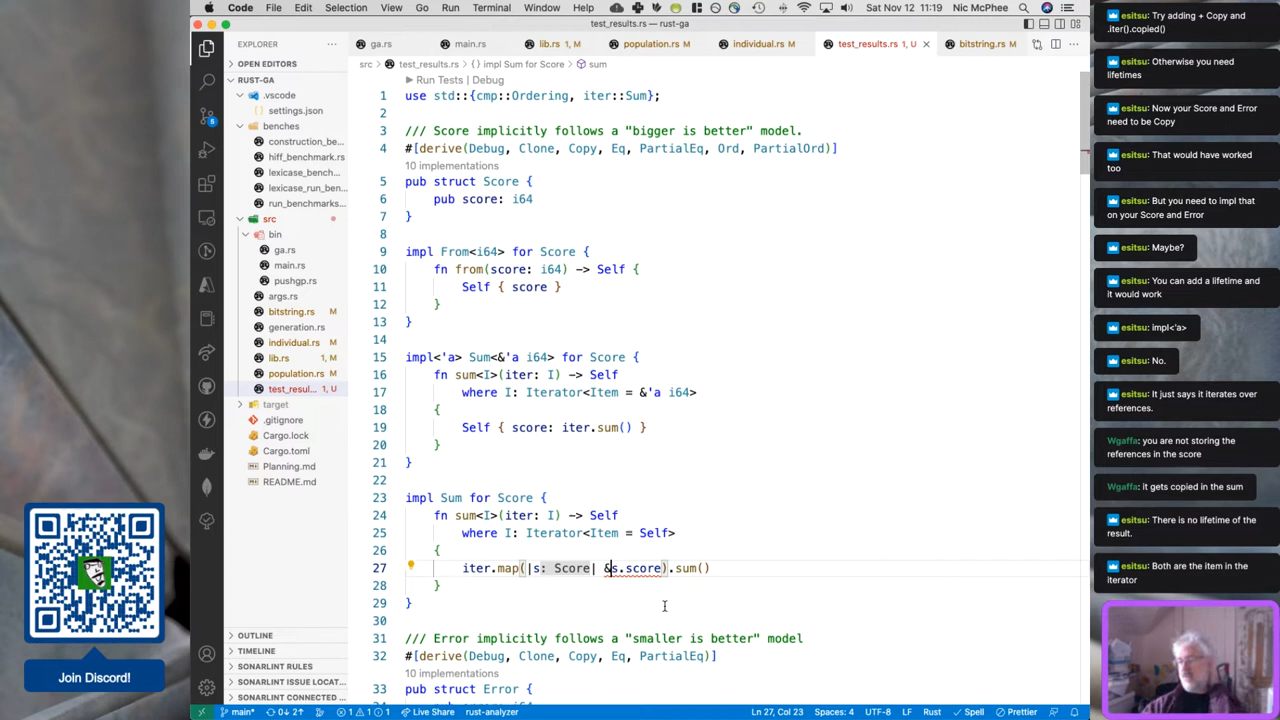 Code File Edit Selection View Go Run Terminal Window Help Sat Nov 12 11:19 Nic McPhee
test_results.rs — rust-ga
EXPLORER
ga.rs
main.rs
lib.rs 1, M
population.rs M
individual.rs M
test_results.rs 1, U
bitstring.rs M
OPEN EDITORS
RUST-GA
.vscode
settings.json
benches
construction_be...
hiff_benchmark.rs
lexicase_bench...
lexicase_run_ben...
run_benchmarks...
src
bin
ga.rs
main.rs
pushgp.rs
args.rs
bitstring.rs M
generation.rs
individual.rs M
lib.rs 1, M
population.rs M
test_resul... 1, U
target
.gitignore
Cargo.lock
Cargo.toml
Planning.md
README.md
OUTLINE
TIMELINE
SONARLINT RULES
SONARLINT ISSUE LOCAT...
SONARLINT CONNECTED ...
src > test_results.rs > {} impl Sum for Score > sum
Run Tests | Debug
1 use std::{cmp::Ordering, iter::Sum};
2
3 /// Score implicitly follows a "bigger is better" model.
4 #[derive(Debug, Clone, Copy, Eq, PartialEq, Ord, PartialOrd)]
10 implementations
5 pub struct Score {
6 pub score: i64
7 }
8
9 impl From<i64> for Score {
10 fn from(score: i64) -> Self {
11 Self { score }
12 }
13 }
14
15 impl<'a> Sum<&'a i64> for Score {
16 fn sum<I>(iter: I) -> Self
17 where I: Iterator<Item = &'a i64>
18 {
19 Self { score: iter.sum() }
20 }
21 }
22
23 impl Sum for Score {
24 fn sum<I>(iter: I) -> Self
25 where I: Iterator<Item = Self>
26 {
27 iter.map(|s: Score| &s.score).sum()
28 }
29 }
30
31 /// Error implicitly follows a "smaller is better" model
32 #[derive(Debug, Clone, Copy, Eq, PartialEq)]
10 implementations
33 pub struct Error {
main* 0↓ 2↑ 1 1 1 Live Share rust-analyzer Ln 27, Col 23 Spaces: 4 UTF-8 LF Rust Spell Prettier
5
esitsu: Try adding + Copy and
.iter().copied()
esitsu: Otherwise you need
lifetimes
esitsu: Now your Score and Error
need to be Copy
esitsu: That would have worked
too
esitsu: But you need to impl that
on your Score and Error
esitsu: Maybe?
esitsu: You can add a lifetime and
it would work
esitsu: impl<'a>
esitsu: No.
esitsu: It just says it iterates over
references.
Wgaffa: you are not storing the
references in the score
Wgaffa: it gets copied in the sum
esitsu: There is no lifetime of the
result.
esitsu: Both are the item in the
iterator
Join Discord!